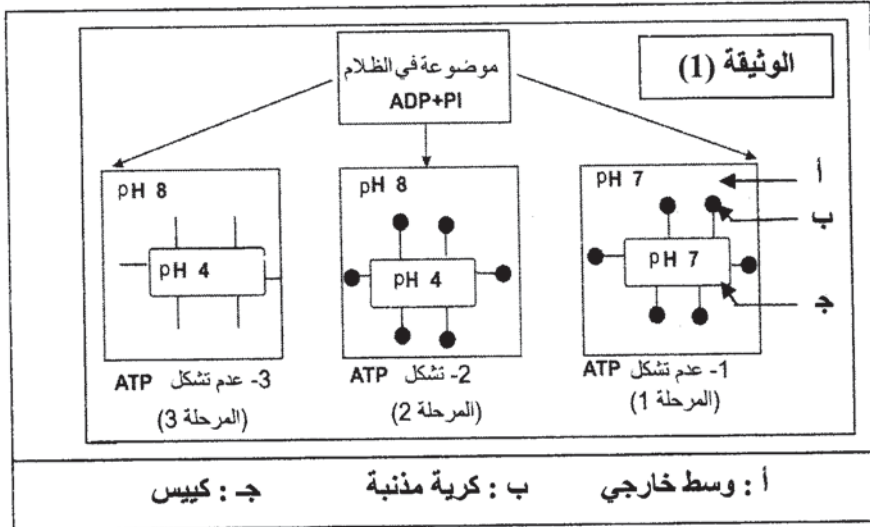 الوثيقة (1)
موضوعة في الظلام
ADP+PI
pH 7
أ
ب
pH 7
جـ
pH 8
pH 4
pH 8
pH 4
1- عدم تشكل ATP
(المرحلة 1)
2- تشكل ATP
(المرحلة 2)
3- عدم تشكل ATP
(المرحلة 3)
أ : وسط خارجي ب : كرية مذنبة جـ : كييس